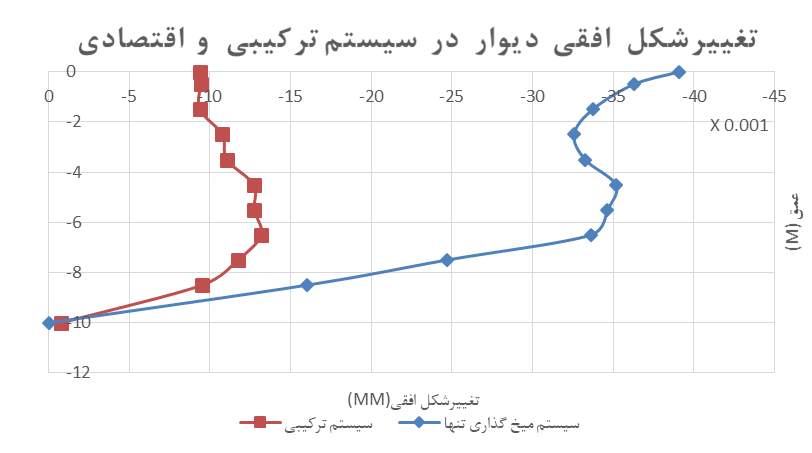 تغییرشکل افقی دیوار در سیستم ترکیبی و اقتصادی
0
0 -5 -10 -15 -20 -25 -30 -35 -40 -45
-2
X 0.001
-4
-6
-8
-10
-12
عمق (M)
تغییرشکل افقی(MM)
سیستم ترکیبی
سیستم میخ گذاری تنها